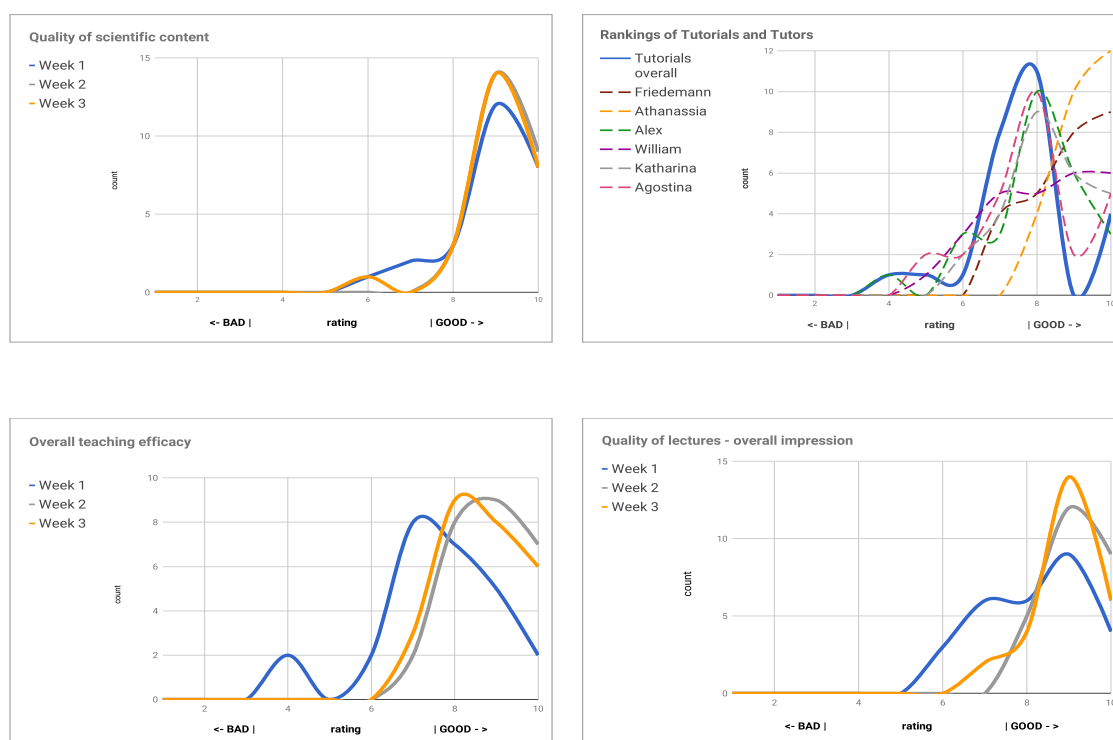 Quality of scientific content
Week 1
Week 2
Week 3
15
10
5
0
count
2
4
6
8
10
<- BAD |
rating
| GOOD - >
Rankings of Tutorials and Tutors
Tutorials
overall
Friedemann
Athanassia
Alex
William
Katharina
Agostina
12
10
8
6
4
2
0
count
2
4
6
8
10
<- BAD |
rating
| GOOD - >
Overall teaching efficacy
Week 1
Week 2
Week 3
10
8
6
4
2
0
count
2
4
6
8
10
<- BAD |
rating
| GOOD - >
Quality of lectures - overall impression
Week 1
Week 2
Week 3
15
10
5
0
count
2
4
6
8
10
<- BAD |
rating
| GOOD - >